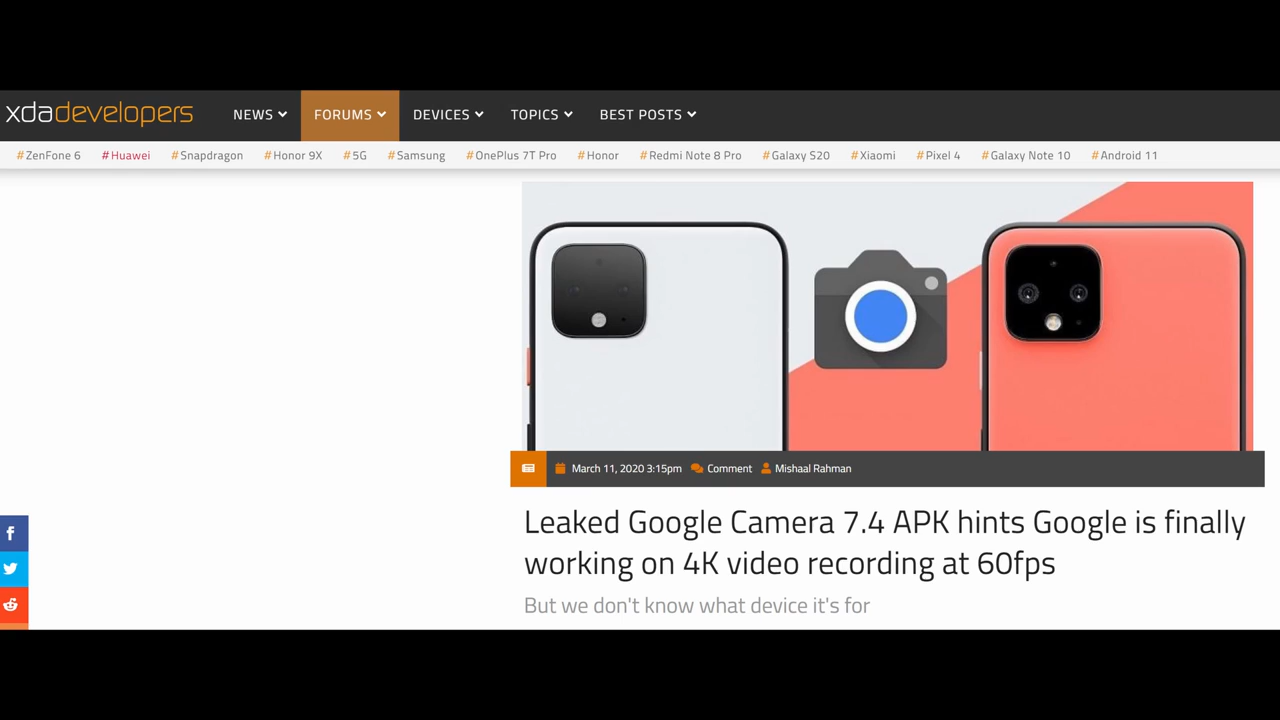 xdadevelopers NEWS FORUMS DEVICES TOPICS BEST POSTS
#ZenFone 6 #Huawei #Snapdragon #Honor 9X #5G #Samsung #OnePlus 7T Pro #Honor #Redmi Note 8 Pro #Galaxy S20 #Xiaomi #Pixel 4 #Galaxy Note 10 #Android 11
March 11, 2020 3:15pm Comment Mishaal Rahman
Leaked Google Camera 7.4 APK hints Google is finally
working on 4K video recording at 60fps
But we don't know what device it's for